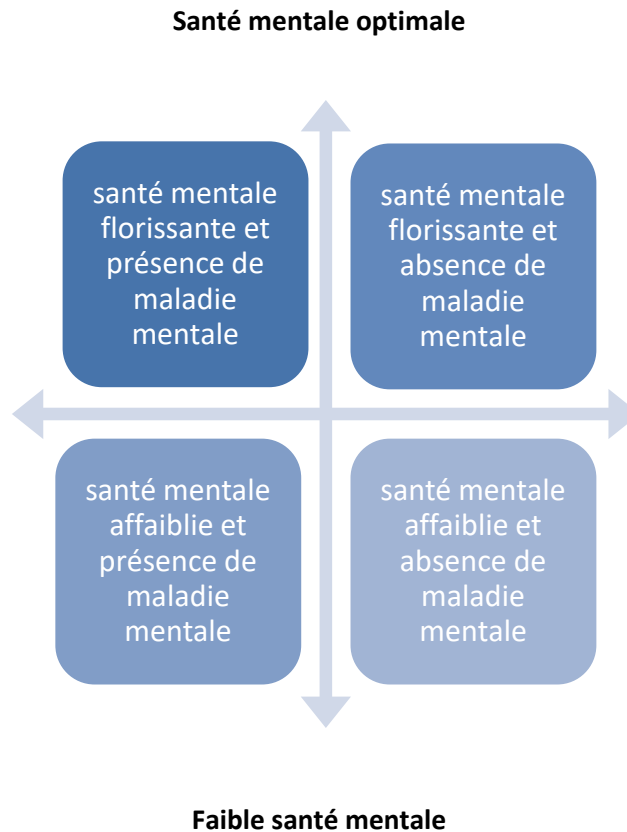 Santé mentale optimale
santé mentale
florissante et
présence de
maladie
mentale
santé mentale
florissante et
absence de
maladie
mentale
santé mentale
affaiblie et
présence de
maladie
mentale
santé mentale
affaiblie et
absence de
maladie
mentale
Faible santé mentale